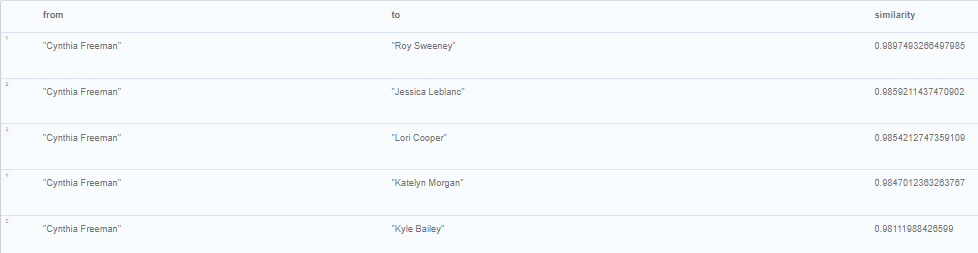 from to similarity
1
"Cynthia Freeman" "Roy Sweeney" 0.9897493266497985
2
"Cynthia Freeman" "Jessica Leblanc" 0.9859211437470902
3
"Cynthia Freeman" "Lori Cooper" 0.9854212747359109
4
"Cynthia Freeman" "Katelyn Morgan" 0.9847012363263767
5
"Cynthia Freeman" "Kyle Bailey" 0.98111988426599